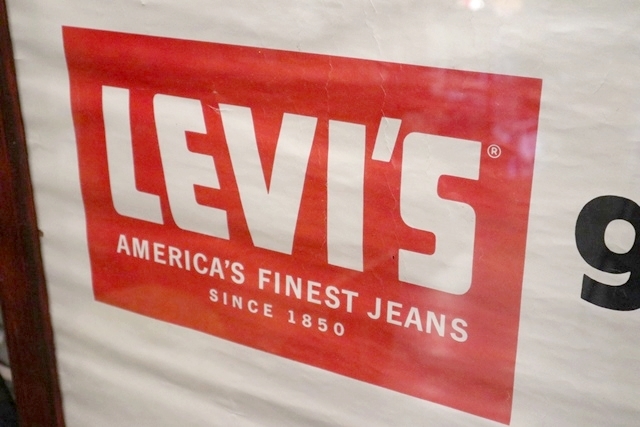 LEVI'S®
AMERICA'S FINEST JEANS
SINCE 1850
9